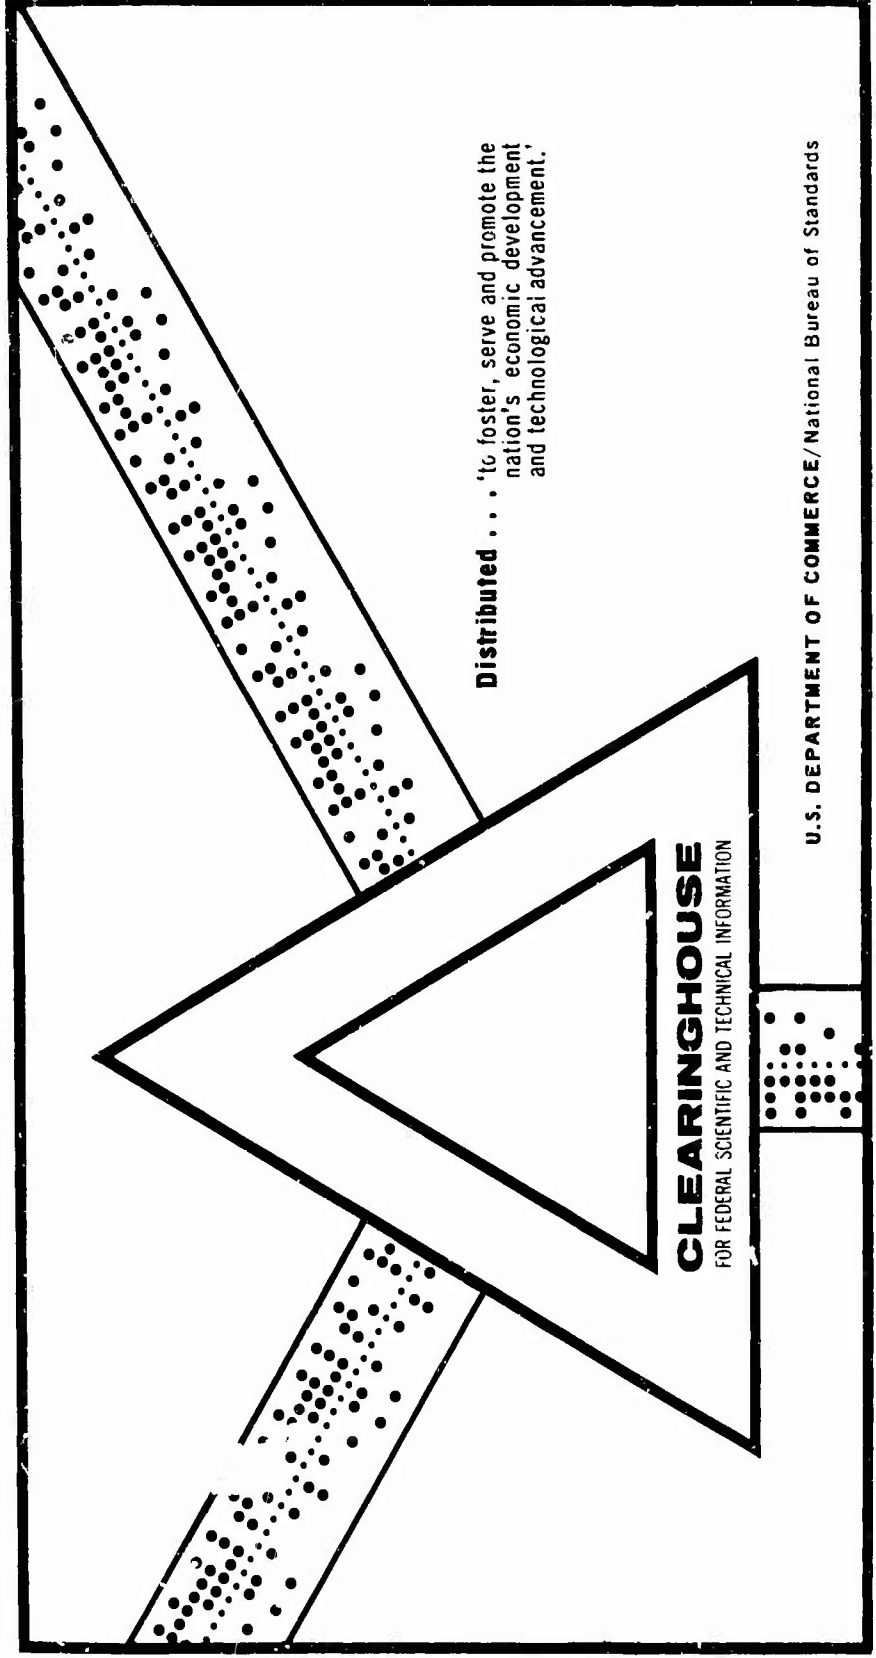 Distributed .... 'to foster, serve and promote the
nation's economic development
and technological advancement.'
CLEARINGHOUSE
FOR FEDERAL SCIENTIFIC AND TECHNICAL INFORMATION
U.S. DEPARTMENT OF COMMERCE/National Bureau of Standards